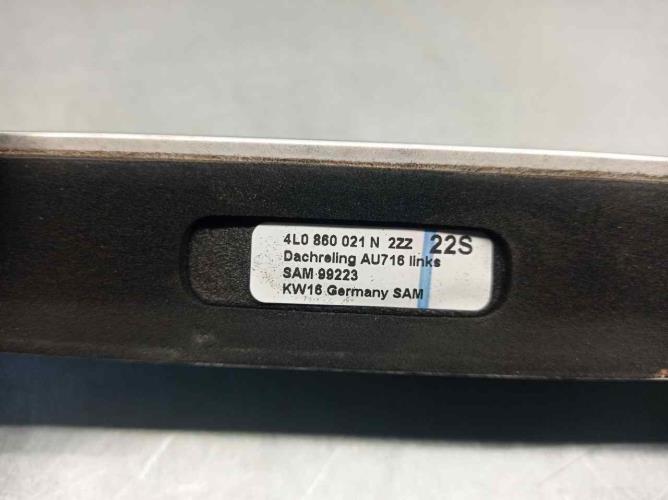 4L0 860 021 N 2ZZ 22S
Dachreling AU716 links
SAM 99223
KW16 Germany SAM